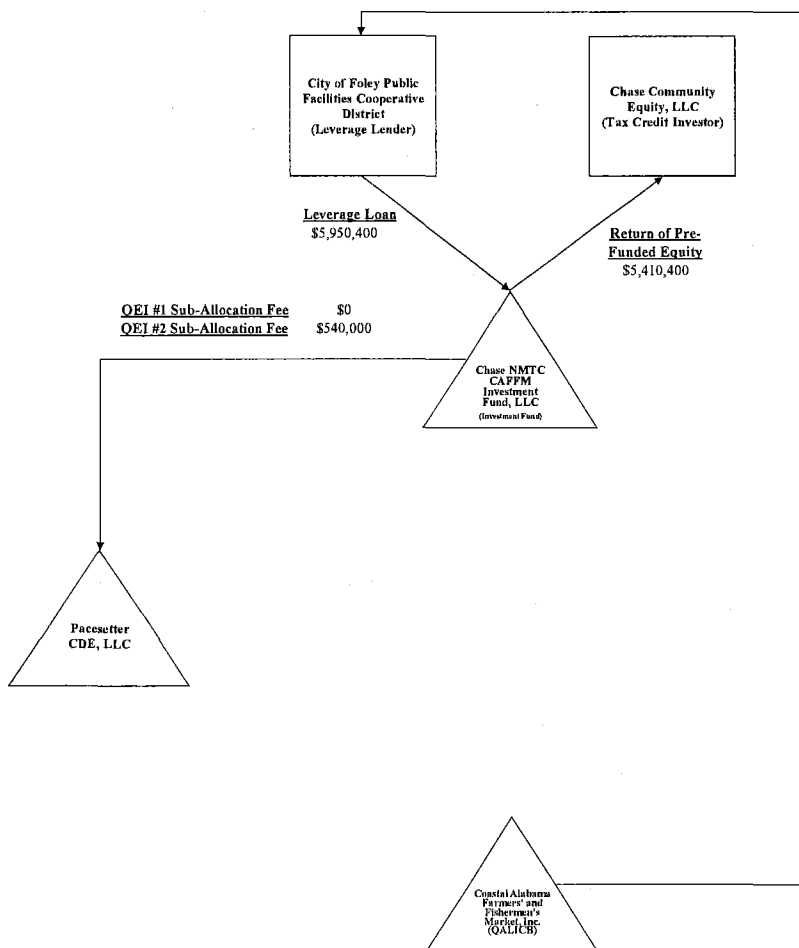 City of Foley Public
Facilities Cooperative
District
(Leverage Lender)
Chase Community
Equity, LLC
(Tax Credit Investor)
Leverage Loan
$5,950,400
Return of Pre-
Funded Equity
$5,410,400
QEI #1 Sub-Allocation Fee $0
QEI #2 Sub-Allocation Fee $540,000
Chase NMTC
CAFFM
Investment
Fund, LLC
(Investment Fund)
Pacesetter
CDE, LLC
Coastal Alabama
Farmers' and
Fishermen's
Market, Inc.
(QALICB)